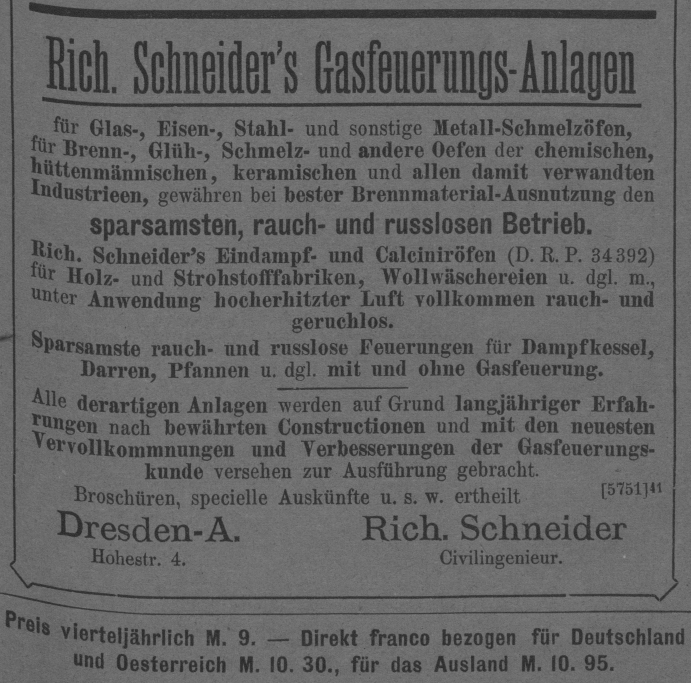 Rich. Schneider's Gasfeuerungs-Anlagen
für Glas-, Eisen-, Stahl- und sonstige Metall-Schmelzöfen,
für Brenn-, Glüh-, Schmelz- und andere Oefen der chemischen,
hüttenmännischen, keramischen und allen damit verwandten
Industrieen, gewähren bei bester Brennmaterial-Ausnutzung den
sparsamsten, rauch- und russlosen Betrieb.
Rich. Schneider's Eindampf- und Calciniröfen (D. R. P. 34392)
für Holz- und Strohstofffabriken, Wollwäschereien u. dgl. m.,
unter Anwendung hocherhitzter Luft vollkommen rauch- und
geruchlos.
Sparsamste rauch- und russlose Feuerungen für Dampfkessel,
Darren, Pfannen u. dgl. mit und ohne Gasfeuerung.
Alle derartigen Anlagen werden auf Grund langjähriger Erfah-
rungen nach bewährten Constructionen und mit den neuesten
Vervollkommnungen und Verbesserungen der Gasfeuerungs-
kunde versehen zur Ausführung gebracht.
Broschüren, specielle Auskünfte u. s. w. ertheilt [5751]41
Dresden-A. Rich. Schneider
Hohestr. 4. Civilingenieur.
Preis vierteljährlich M. 9. — Direkt franco bezogen für Deutschland
und Oesterreich M. 10. 30., für das Ausland M. 10. 95.